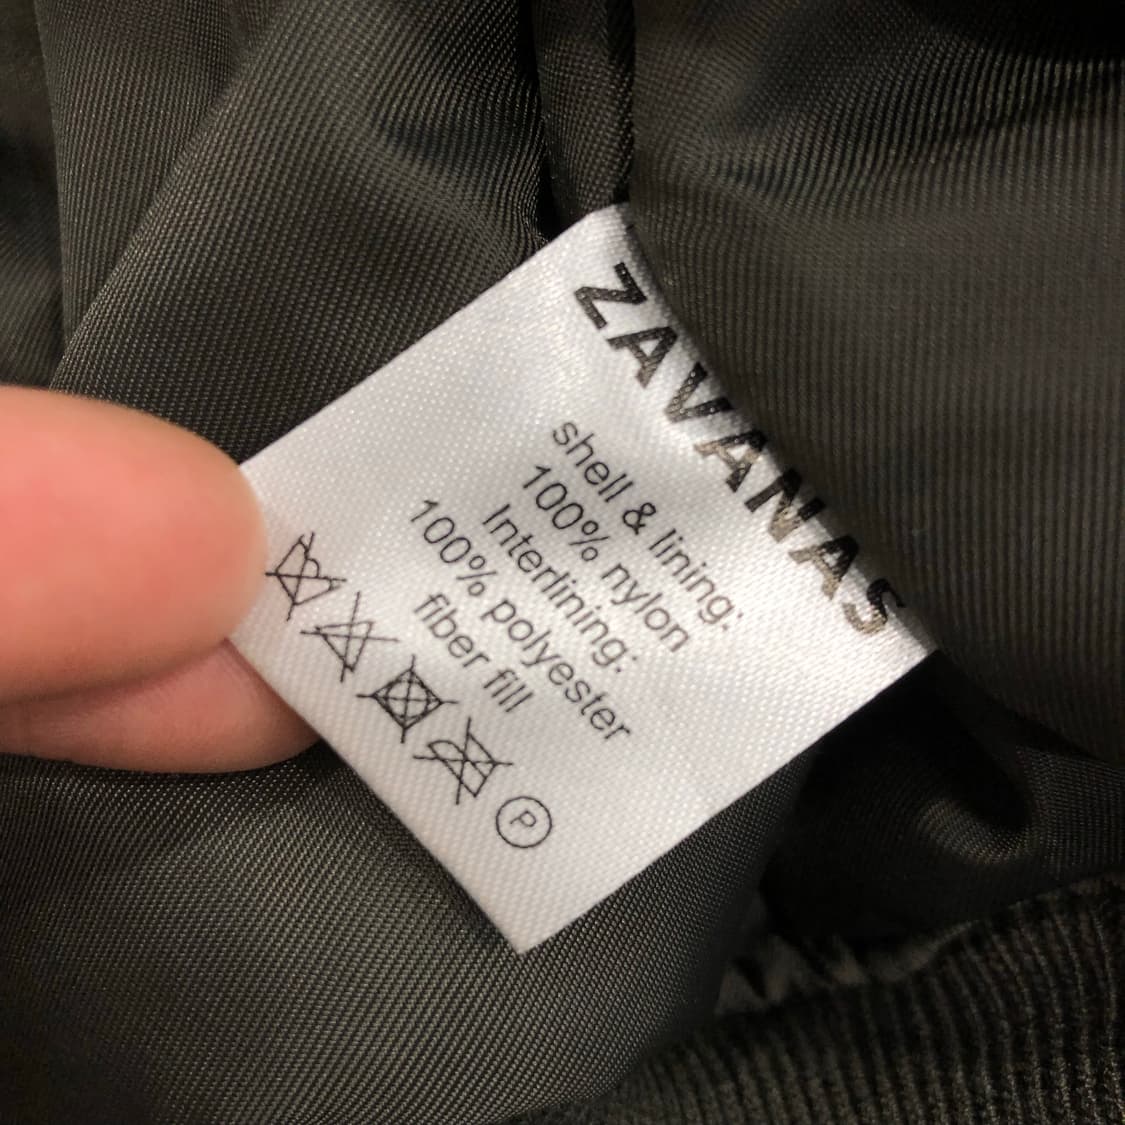 ZAVANAS
shell & lining:
100% nylon
Interlining:
100% polyester
fiber fill
P